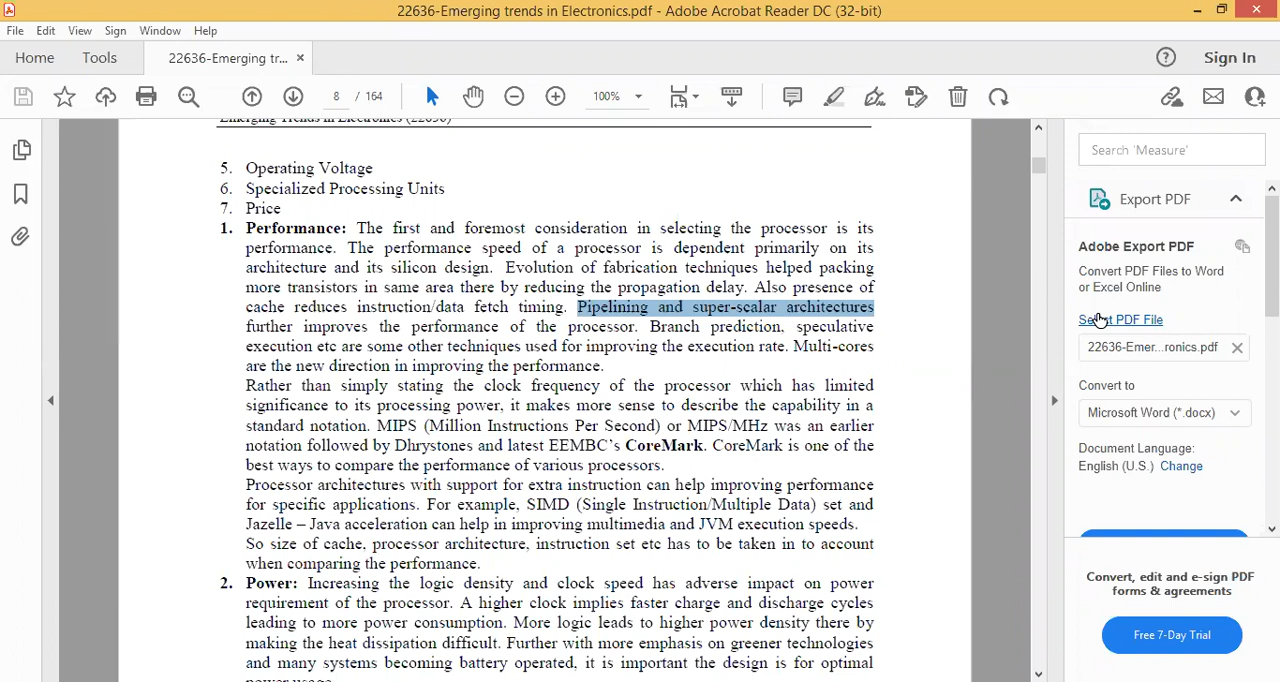 22636-Emerging trends in Electronics.pdf - Adobe Acrobat Reader DC (32-bit)
File Edit View Sign Window Help
Home Tools 22636-Emerging tr... × Sign In
8 / 164 100%
Emerging Trends in Electronics (22636)
5. Operating Voltage
6. Specialized Processing Units
7. Price
1. Performance: The first and foremost consideration in selecting the processor is its
performance. The performance speed of a processor is dependent primarily on its
architecture and its silicon design. Evolution of fabrication techniques helped packing
more transistors in same area there by reducing the propagation delay. Also presence of
cache reduces instruction/data fetch timing. Pipelining and super-scalar architectures
further improves the performance of the processor. Branch prediction, speculative
execution etc are some other techniques used for improving the execution rate. Multi-cores
are the new direction in improving the performance.
Rather than simply stating the clock frequency of the processor which has limited
significance to its processing power, it makes more sense to describe the capability in a
standard notation. MIPS (Million Instructions Per Second) or MIPS/MHz was an earlier
notation followed by Dhrystones and latest EEMBC's CoreMark. CoreMark is one of the
best ways to compare the performance of various processors.
Processor architectures with support for extra instruction can help improving performance
for specific applications. For example, SIMD (Single Instruction/Multiple Data) set and
Jazelle – Java acceleration can help in improving multimedia and JVM execution speeds.
So size of cache, processor architecture, instruction set etc has to be taken in to account
when comparing the performance.
2. Power: Increasing the logic density and clock speed has adverse impact on power
requirement of the processor. A higher clock implies faster charge and discharge cycles
leading to more power consumption. More logic leads to higher power density there by
making the heat dissipation difficult. Further with more emphasis on greener technologies
and many systems becoming battery operated, it is important the design is for optimal
power usage.
Search 'Measure'
Export PDF
Adobe Export PDF
Convert PDF Files to Word
or Excel Online
Select PDF File
22636-Emer...ronics.pdf
Convert to
Microsoft Word (*.docx)
Document Language:
English (U.S.) Change
Convert, edit and e-sign PDF
forms & agreements
Free 7-Day Trial